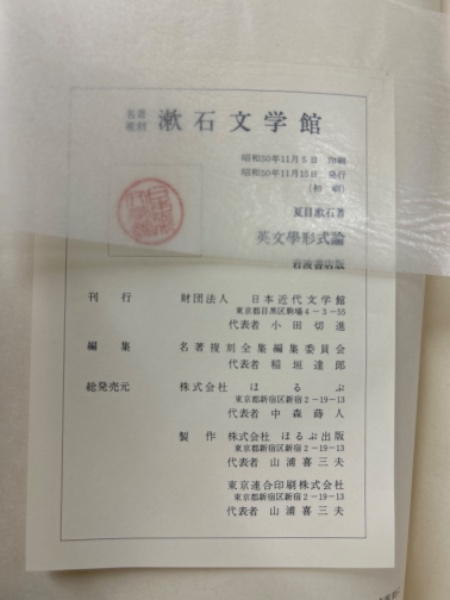 名著複刻 漱石文学館
昭和50年11月5日 印刷
昭和50年11月15日 発行
(初刷)
夏目漱石著
英文學形式論
岩波書店版
刊行 財団法人 日本近代文学館
東京都目黒区駒場4-3-55
代表者 小田切進
編集 名著複刻全集編集委員会
代表者 稲垣達郎
総発売元 株式会社 ほるぷ
東京都新宿区新宿2-19-13
代表者 中森蒔人
製作 株式会社 ほるぷ出版
東京都新宿区新宿2-19-13
代表者 山浦喜三夫
東京連合印刷株式会社
東京都新宿区新宿2-19-13
代表者 山浦喜三夫